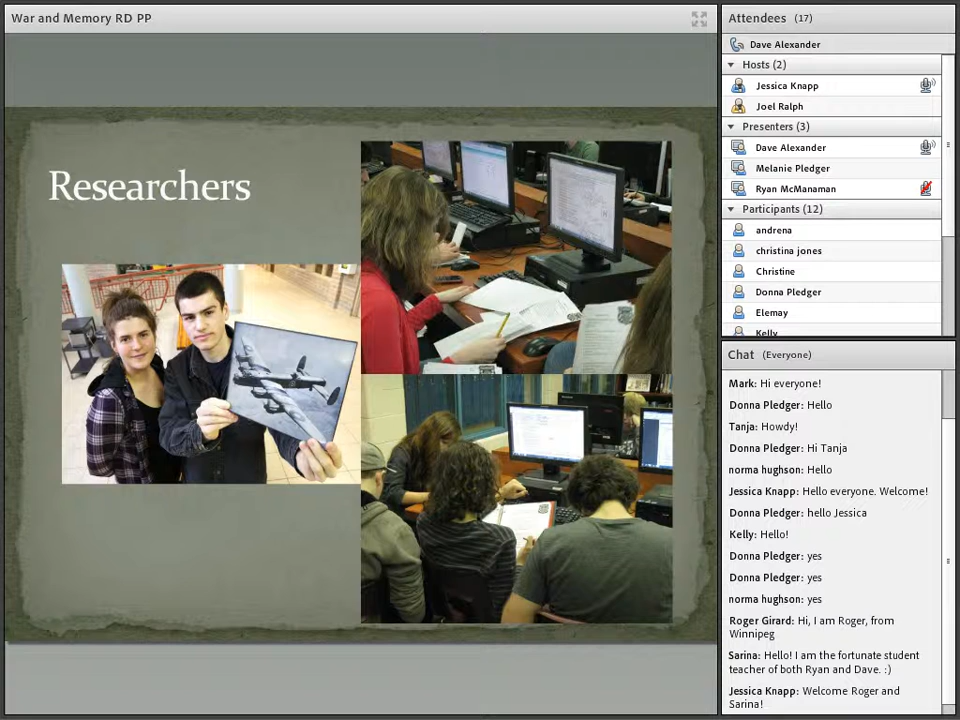 War and Memory RD PP
Researchers
Attendees (17)
Dave Alexander
Hosts (2)
Jessica Knapp
Joel Ralph
Presenters (3)
Dave Alexander
Melanie Pledger
Ryan McManaman
Participants (12)
andrena
christina jones
Christine
Donna Pledger
Elemay
Kelly
Chat (Everyone)
Mark: Hi everyone!
Donna Pledger: Hello
Tanja: Howdy!
Donna Pledger: Hi Tanja
norma hughson: Hello
Jessica Knapp: Hello everyone. Welcome!
Donna Pledger: hello Jessica
Kelly: Hello!
Donna Pledger: yes
Donna Pledger: yes
norma hughson: yes
Roger Girard: Hi, I am Roger, from
Winnipeg
Sarina: Hello! I am the fortunate student
teacher of both Ryan and Dave. :)
Jessica Knapp: Welcome Roger and
Sarina!